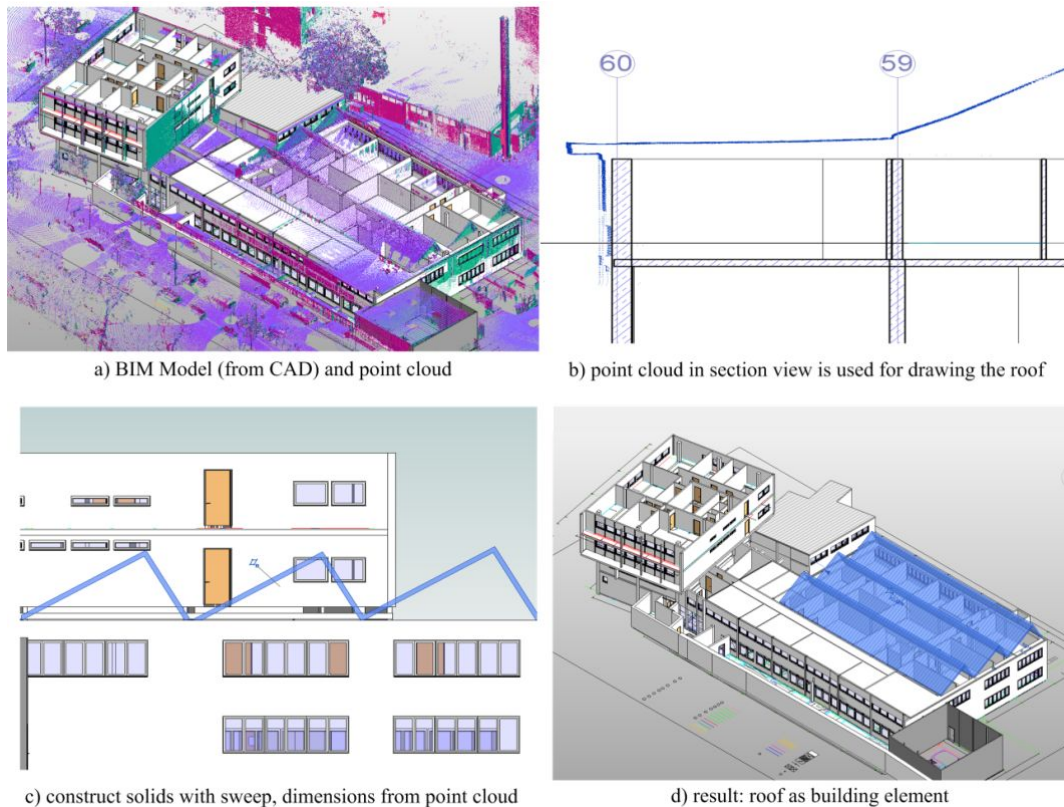 60
59
a) BIM Model (from CAD) and point cloud
b) point cloud in section view is used for drawing the roof
c) construct solids with sweep, dimensions from point cloud
d) result: roof as building element